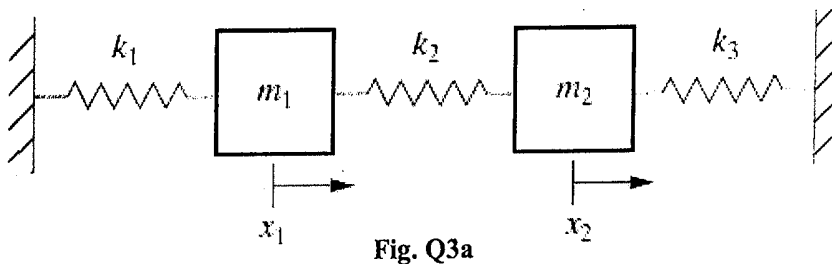 k₁ k₂ k₃
m₁ m₂
x₁ x₂
Fig. Q3a